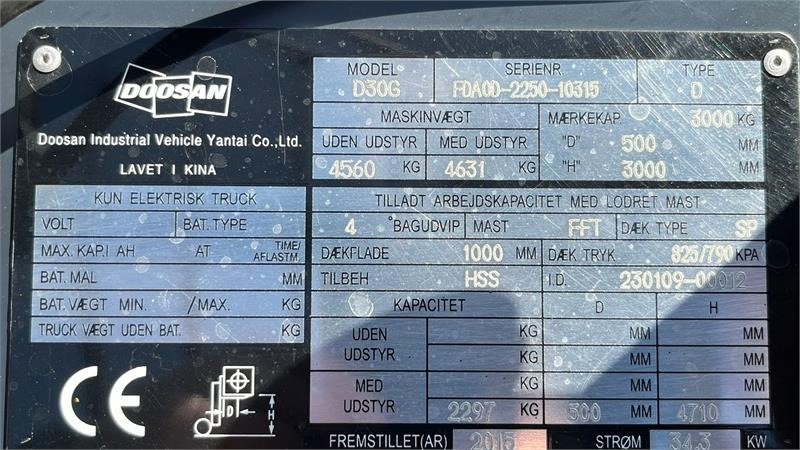 DOOSAN
Doosan Industrial Vehicle Yantai Co.,Ltd.
LAVET I KINA
MODEL SERIENR TYPE
D30G FDA0D-2250-10315 D
MASKINVÆGT
UDEN UDSTYR MED UDSTYR
4560 KG 4631 KG
MÆRKEKAP. 3000 KG
"D" 500 MM
"H" 3000 MM
KUN ELEKTRISK TRUCK
VOLT BAT.TYPE
MAX. KAP.I AH AT TIME/AFLASTM.
BAT. MAL MM
BAT. VÆGT MIN. /MAX. KG
TRUCK VÆGT UDEN BAT. KG
TILLADT ARBEJDSKAPACITET MED LODRET MAST
4 °BAGUDVIP MAST FFT DÆK TYPE SP
DÆKFLADE 1000 MM DÆK TRYK 825/790 KPA
TILBEH HSS I.D. 230109-00012
KAPACITET D H
UDEN UDSTYR KG MM MM
KG MM MM
MED UDSTYR KG MM MM
2297 KG 500 MM 4710 MM
CE
D H
FREMSTILLET(AR) 2015 STRØM 34.3 KW